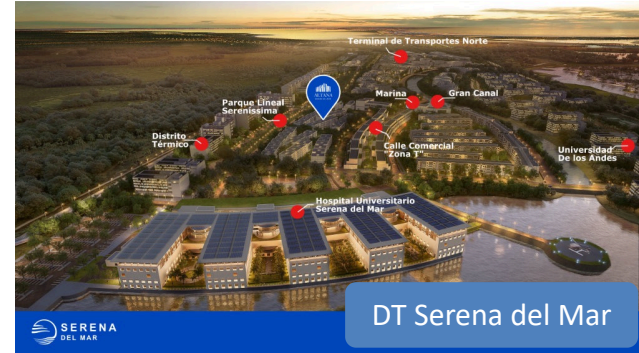 Terminal de Transportes Norte
Marina
Gran Canal
Parque Lineal
Sereníssima
Distrito
Térmico
Calle Comercial
"Zona T"
Universidad
De los Andes
Hospital Universitario
Serena del Mar
DT Serena del Mar
SERENA
DEL MAR